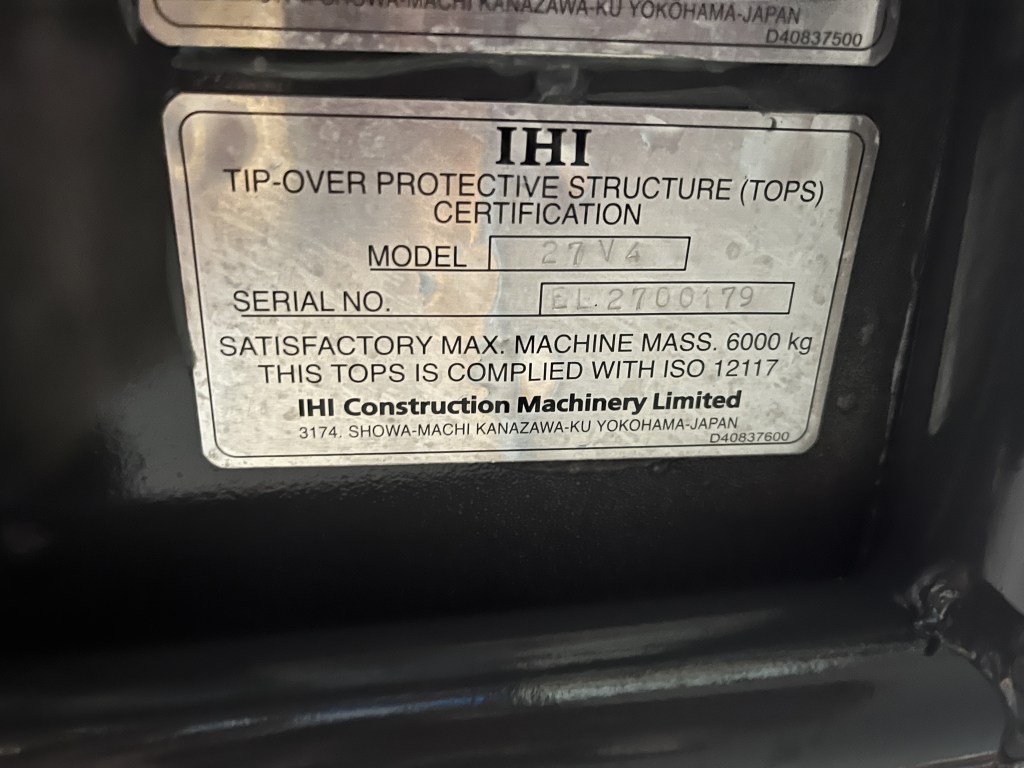 SHOWA-MACHI KANAZAWA-KU YOKOHAMA-JAPAN
D40837500
IHI
TIP-OVER PROTECTIVE STRUCTURE (TOPS)
CERTIFICATION
MODEL 27V4
SERIAL NO. EL.2700179
SATISFACTORY MAX. MACHINE MASS. 6000 kg
THIS TOPS IS COMPLIED WITH ISO 12117
IHI Construction Machinery Limited
3174. SHOWA-MACHI KANAZAWA-KU YOKOHAMA-JAPAN
D40837600